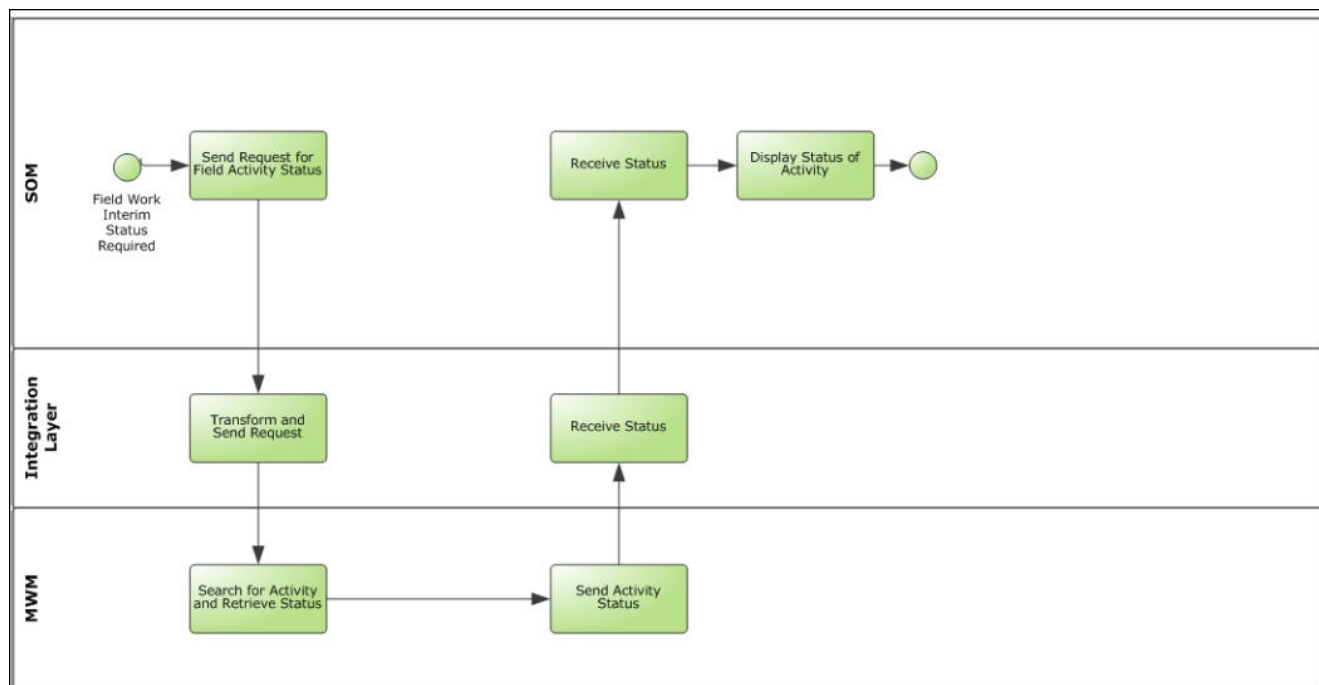 SOM
Field Work
Interim
Status
Required
Send Request for
Field Activity Status
Receive Status
Display Status of
Activity
Integration
Layer
Transform and
Send Request
Receive Status
MWM
Search for Activity
and Retrieve Status
Send Activity
Status